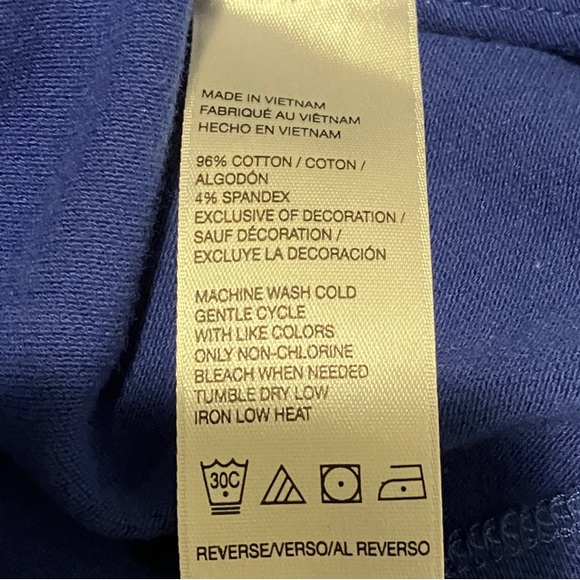 MADE IN VIETNAM
FABRIQUÉ AU VIÊTNAM
HECHO EN VIETNAM
96% COTTON / COTON /
ALGODÓN
4% SPANDEX
EXCLUSIVE OF DECORATION /
SAUF DÉCORATION /
EXCLUYE LA DECORACIÓN
MACHINE WASH COLD
GENTLE CYCLE
WITH LIKE COLORS
ONLY NON-CHLORINE
BLEACH WHEN NEEDED
TUMBLE DRY LOW
IRON LOW HEAT
30C
REVERSE/VERSO/AL REVERSO